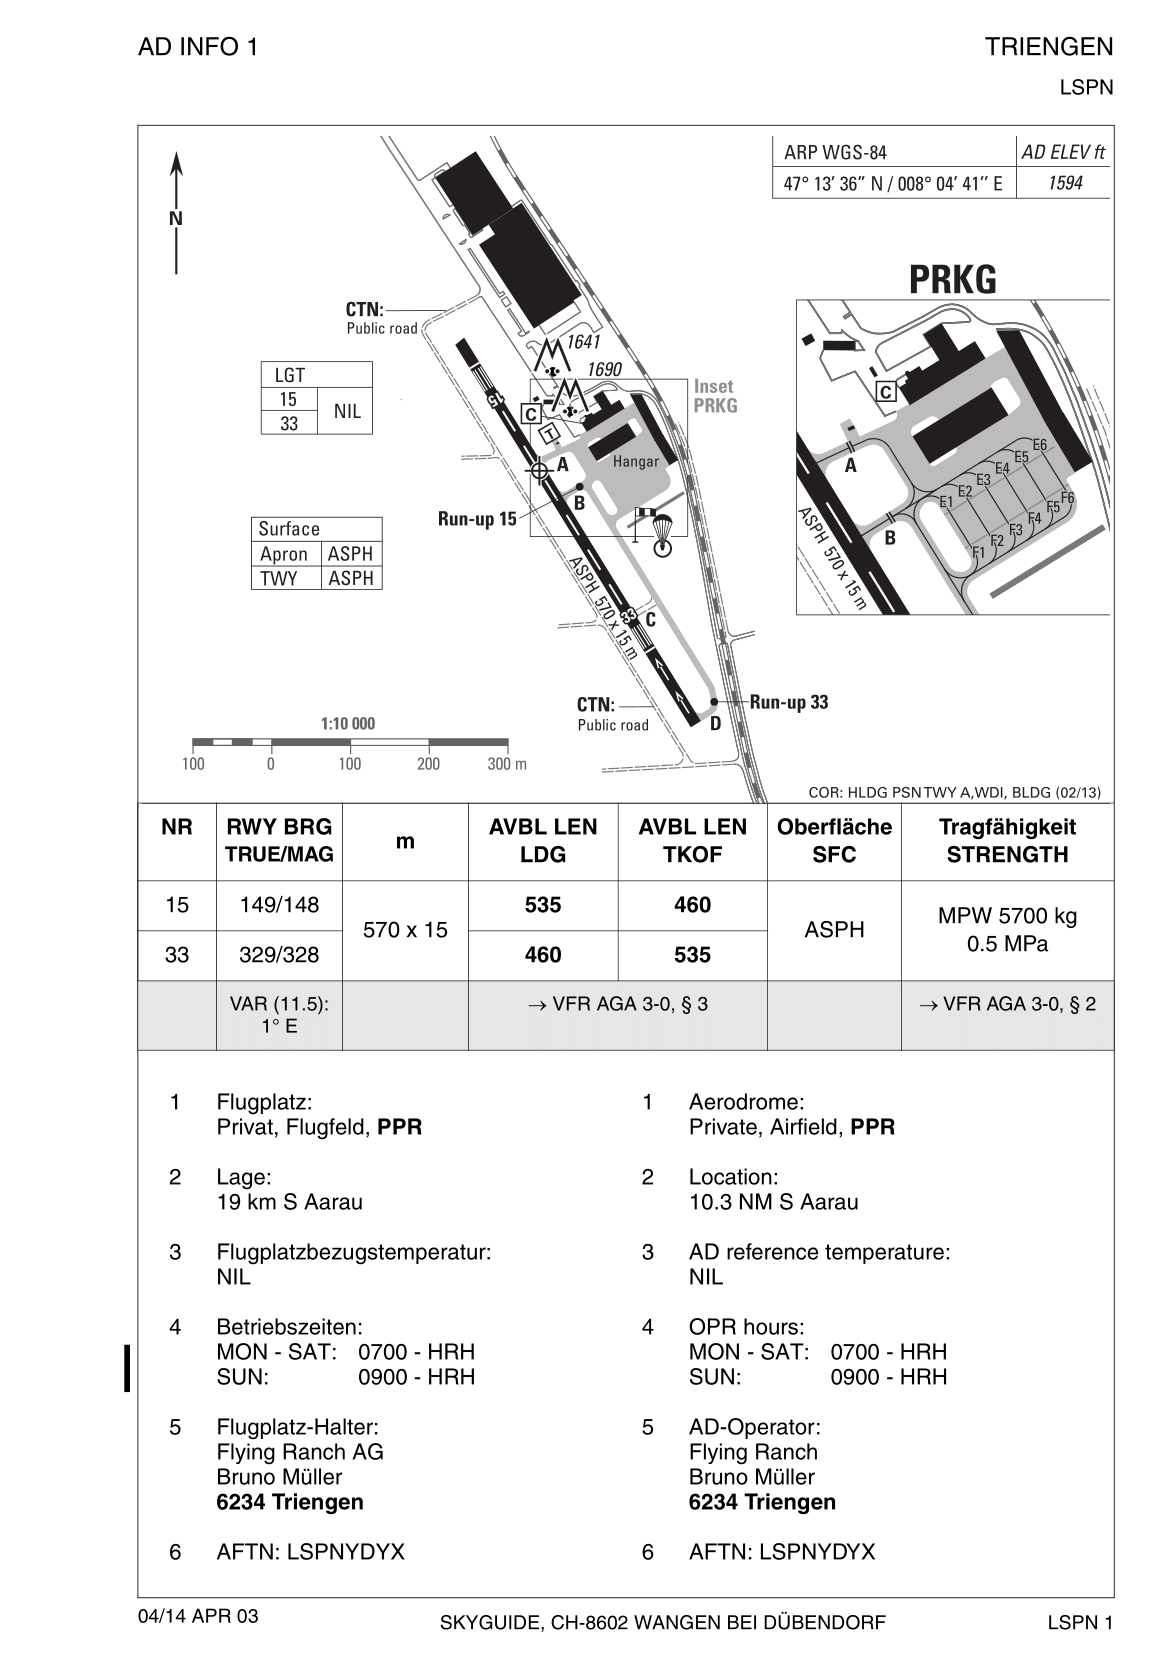 AD INFO 1
TRIENGEN
LSPN
ARP WGS-84
AD ELEV ft
47° 13’ 36” N / 008° 04’ 41’’ E
1594
N
PRKG
CTN:
Public road
1641
1690
Inset
PRKG
LGT
15
NIL
33
15
C
T
A
Hangar
B
Run-up 15
Surface
Apron
ASPH
TWY
ASPH
ASPH 570 x 15 m
33
C
CTN:
Public road
Run-up 33
D
C
A
B
E1
E2
E3
E4
E5
E6
F1
F2
F3
F4
F5
F6
ASPH 570 x 15 m
1:10 000
100 0 100 200 300 m
COR: HLDG PSN TWY A,WDI, BLDG (02/13)
NR
RWY BRG
TRUE/MAG
m
AVBL LEN
LDG
AVBL LEN
TKOF
Oberfläche
SFC
Tragfähigkeit
STRENGTH
15
149/148
570 x 15
535
460
ASPH
MPW 5700 kg
0.5 MPa
33
329/328
460
535
VAR (11.5):
1° E
→ VFR AGA 3-0, § 3
→ VFR AGA 3-0, § 2
1 Flugplatz:
Privat, Flugfeld, PPR
2 Lage:
19 km S Aarau
3 Flugplatzbezugstemperatur:
NIL
4 Betriebszeiten:
MON - SAT: 0700 - HRH
SUN: 0900 - HRH
5 Flugplatz-Halter:
Flying Ranch AG
Bruno Müller
6234 Triengen
6 AFTN: LSPNYDYX
1 Aerodrome:
Private, Airfield, PPR
2 Location:
10.3 NM S Aarau
3 AD reference temperature:
NIL
4 OPR hours:
MON - SAT: 0700 - HRH
SUN: 0900 - HRH
5 AD-Operator:
Flying Ranch
Bruno Müller
6234 Triengen
6 AFTN: LSPNYDYX
04/14 APR 03
SKYGUIDE, CH-8602 WANGEN BEI DÜBENDORF
LSPN 1